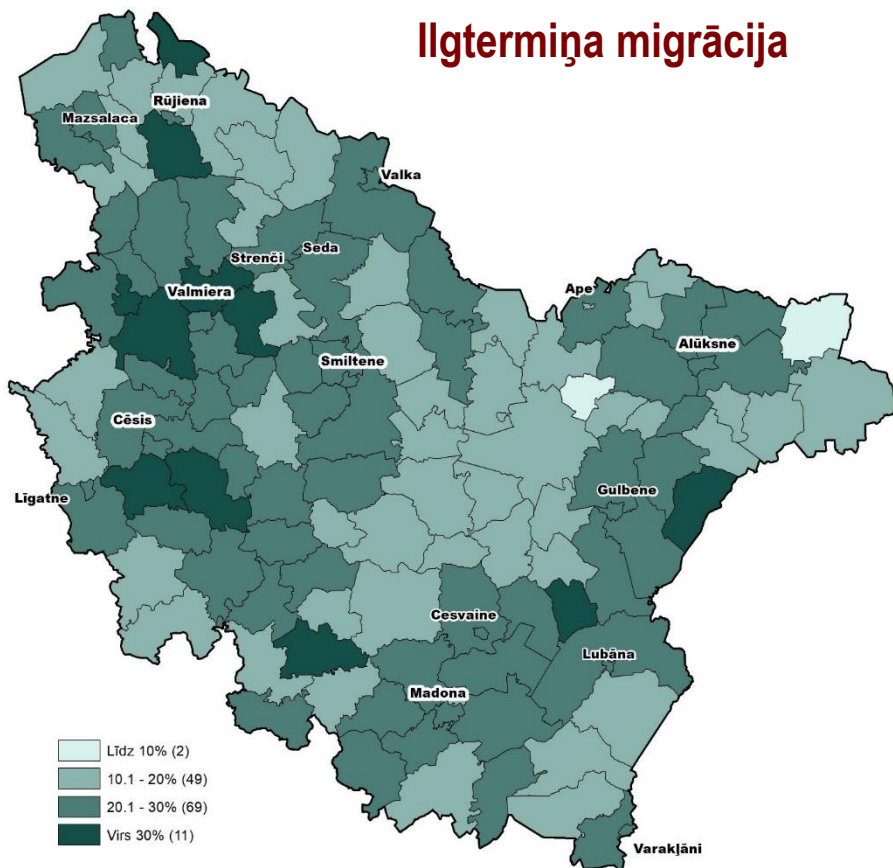 Ilgtermiņa migrācija
Rūjiena
Mazsalaca
Valka
Seda
Strenči
Valmiera
Ape
Alūksne
Smiltene
Cēsis
Līgatne
Gulbene
Cesvaine
Lubāna
Madona
Varakļāni
Līdz 10% (2)
10.1 - 20% (49)
20.1 - 30% (69)
Virs 30% (11)